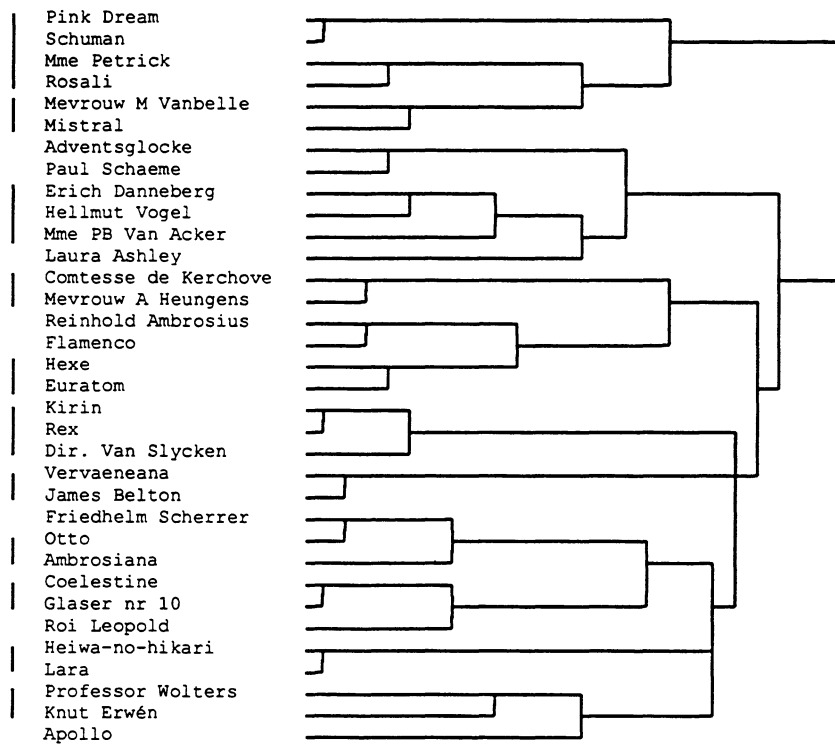 Pink Dream
Schuman
Mme Petrick
Rosali
Mevrouw M Vanbelle
Mistral
Adventsglocke
Paul Schaeme
Erich Danneberg
Hellmut Vogel
Mme PB Van Acker
Laura Ashley
Comtesse de Kerchove
Mevrouw A Heungens
Reinhold Ambrosius
Flamenco
Hexe
Euratom
Kirin
Rex
Dir. Van Slycken
Vervaeneana
James Belton
Friedhelm Scherrer
Otto
Ambrosiana
Coelestine
Glaser nr 10
Roi Leopold
Heiwa-no-hikari
Lara
Professor Wolters
Knut Erwén
Apollo